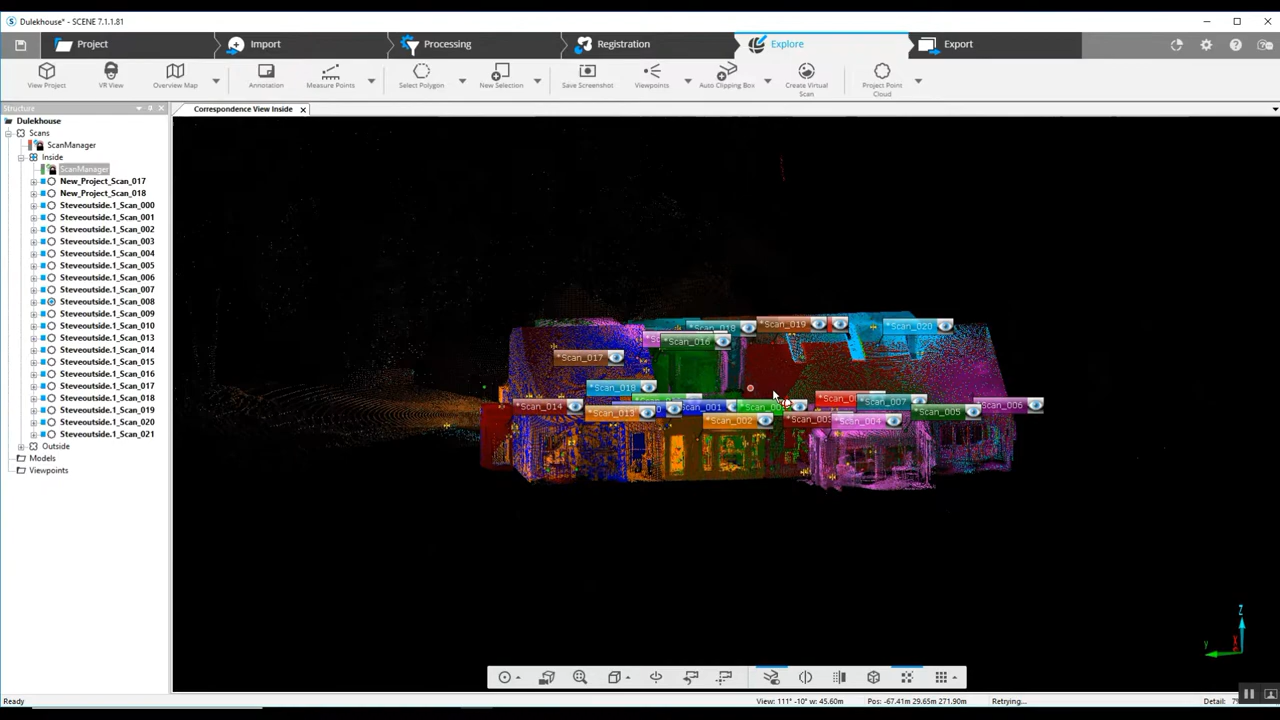 Dulekhouse* - SCENE 7.1.1.81
Project
Import
Processing
Registration
Explore
Export
View Project
VR View
Overview Map
Annotation
Measure Points
Select Polygon
New Selection
Save Screenshot
Viewpoints
Auto Clipping Box
Create Virtual Scan
Project Point Cloud
Structure
Correspondence View Inside
Dulekhouse
Scans
ScanManager
Inside
ScanManager
New_Project_Scan_017
New_Project_Scan_018
Steveoutside.1_Scan_000
Steveoutside.1_Scan_001
Steveoutside.1_Scan_002
Steveoutside.1_Scan_003
Steveoutside.1_Scan_004
Steveoutside.1_Scan_005
Steveoutside.1_Scan_006
Steveoutside.1_Scan_007
Steveoutside.1_Scan_008
Steveoutside.1_Scan_009
Steveoutside.1_Scan_010
Steveoutside.1_Scan_013
Steveoutside.1_Scan_014
Steveoutside.1_Scan_015
Steveoutside.1_Scan_016
Steveoutside.1_Scan_017
Steveoutside.1_Scan_018
Steveoutside.1_Scan_019
Steveoutside.1_Scan_020
Steveoutside.1_Scan_021
Outside
Models
Viewpoints
*Scan_018
*Scan_019
*Scan_020
*Scan_016
*Scan_017
*Scan_018
*Scan_014
*Scan_013
_001
*Scan_002
*Scan_003
*Scan_004
*Scan_007
*Scan_005
Scan_006
Z
X
y
Ready
View: 111° -10° w: 45.60m
Pos: -67.41m 29.65m 271.90m
Retrying...
Detail: